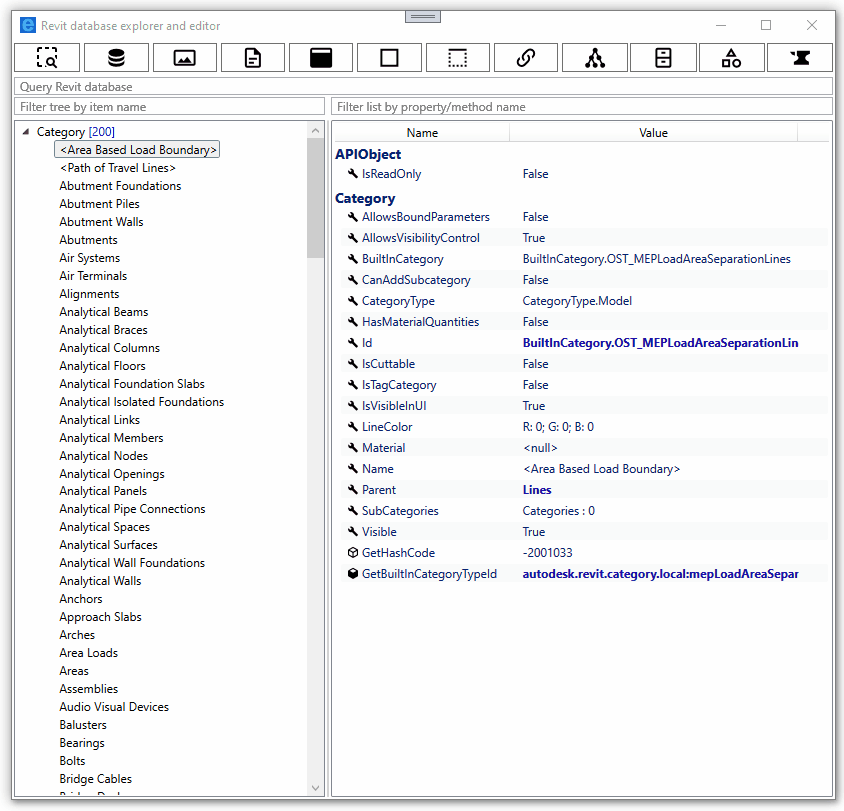 Revit database explorer and editor
Query Revit database
Filter tree by item name
Filter list by property/method name
Category [200]
<Area Based Load Boundary>
<Path of Travel Lines>
Abutment Foundations
Abutment Piles
Abutment Walls
Abutments
Air Systems
Air Terminals
Alignments
Analytical Beams
Analytical Braces
Analytical Columns
Analytical Floors
Analytical Foundation Slabs
Analytical Isolated Foundations
Analytical Links
Analytical Members
Analytical Nodes
Analytical Openings
Analytical Panels
Analytical Pipe Connections
Analytical Spaces
Analytical Surfaces
Analytical Wall Foundations
Analytical Walls
Anchors
Approach Slabs
Arches
Area Loads
Areas
Assemblies
Audio Visual Devices
Balusters
Bearings
Bolts
Bridge Cables
Name Value
APIObject
IsReadOnly False
Category
AllowsBoundParameters False
AllowsVisibilityControl True
BuiltInCategory BuiltInCategory.OST_MEPLoadAreaSeparationLines
CanAddSubcategory False
CategoryType CategoryType.Model
HasMaterialQuantities False
Id BuiltInCategory.OST_MEPLoadAreaSeparationLin
IsCuttable False
IsTagCategory False
IsVisibleInUI True
LineColor R: 0; G: 0; B: 0
Material <null>
Name <Area Based Load Boundary>
Parent Lines
SubCategories Categories : 0
Visible True
GetHashCode -2001033
GetBuiltInCategoryTypeId autodesk.revit.category.local:mepLoadAreaSepar